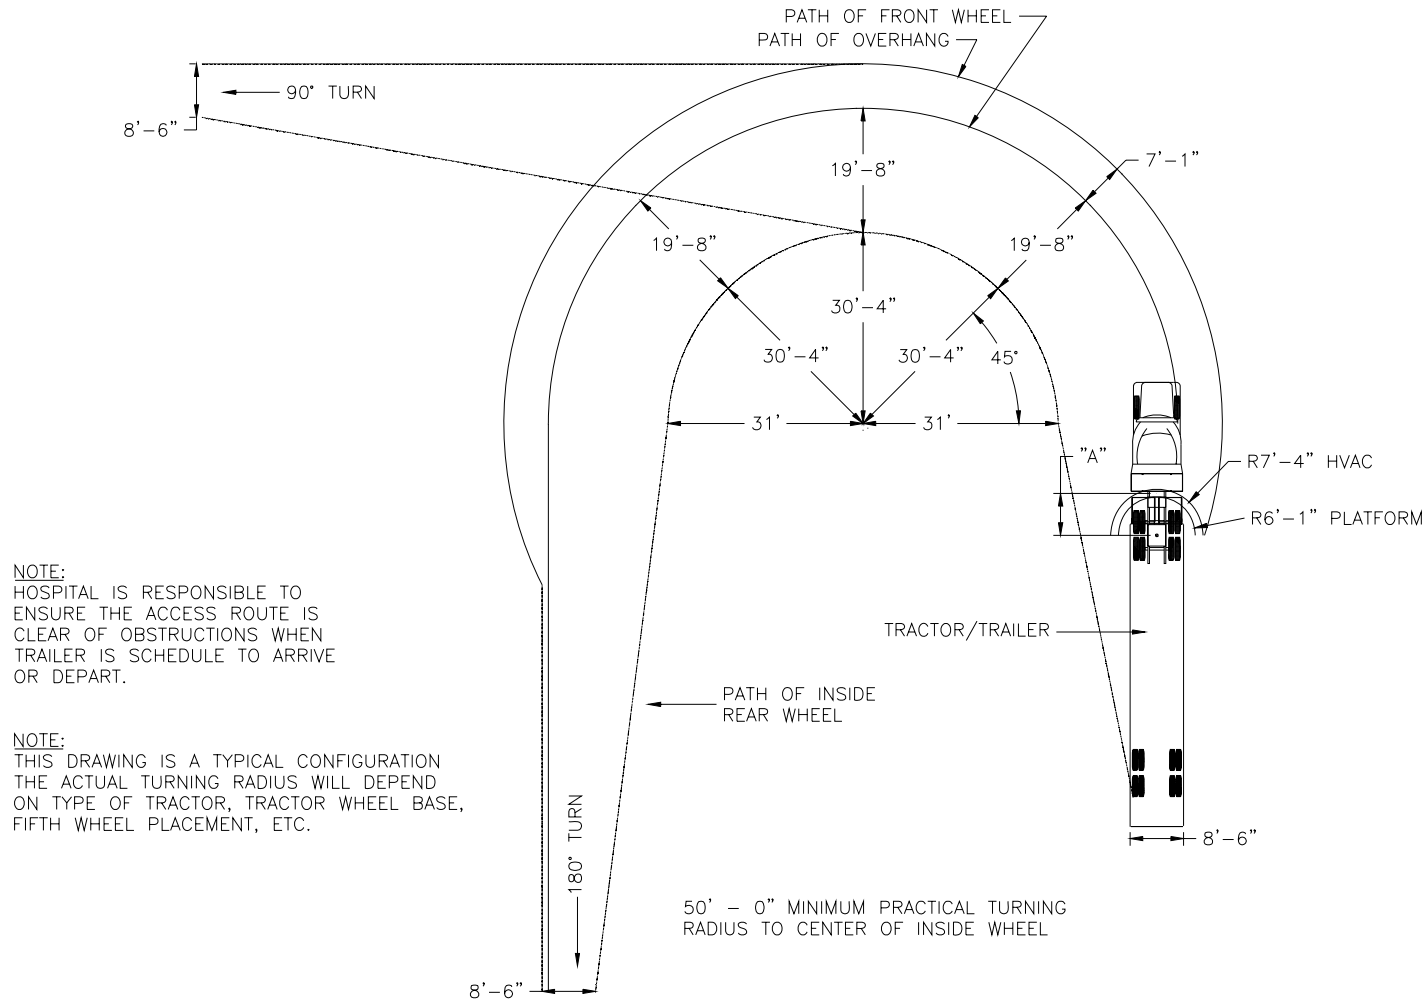 PATH OF FRONT WHEEL
PATH OF OVERHANG
90° TURN
8'-6"
7'-1"
19'-8"
19'-8"
19'-8"
30'-4"
30'-4"
30'-4"
45°
31'
31'
"A"
R7'-4" HVAC
R6'-1" PLATFORM
NOTE:
HOSPITAL IS RESPONSIBLE TO
ENSURE THE ACCESS ROUTE IS
CLEAR OF OBSTRUCTIONS WHEN
TRAILER IS SCHEDULE TO ARRIVE
OR DEPART.
TRACTOR/TRAILER
PATH OF INSIDE
REAR WHEEL
NOTE:
THIS DRAWING IS A TYPICAL CONFIGURATION
THE ACTUAL TURNING RADIUS WILL DEPEND
ON TYPE OF TRACTOR, TRACTOR WHEEL BASE,
FIFTH WHEEL PLACEMENT, ETC.
180° TURN
8'-6"
50' - 0" MINIMUM PRACTICAL TURNING
RADIUS TO CENTER OF INSIDE WHEEL
8'-6"